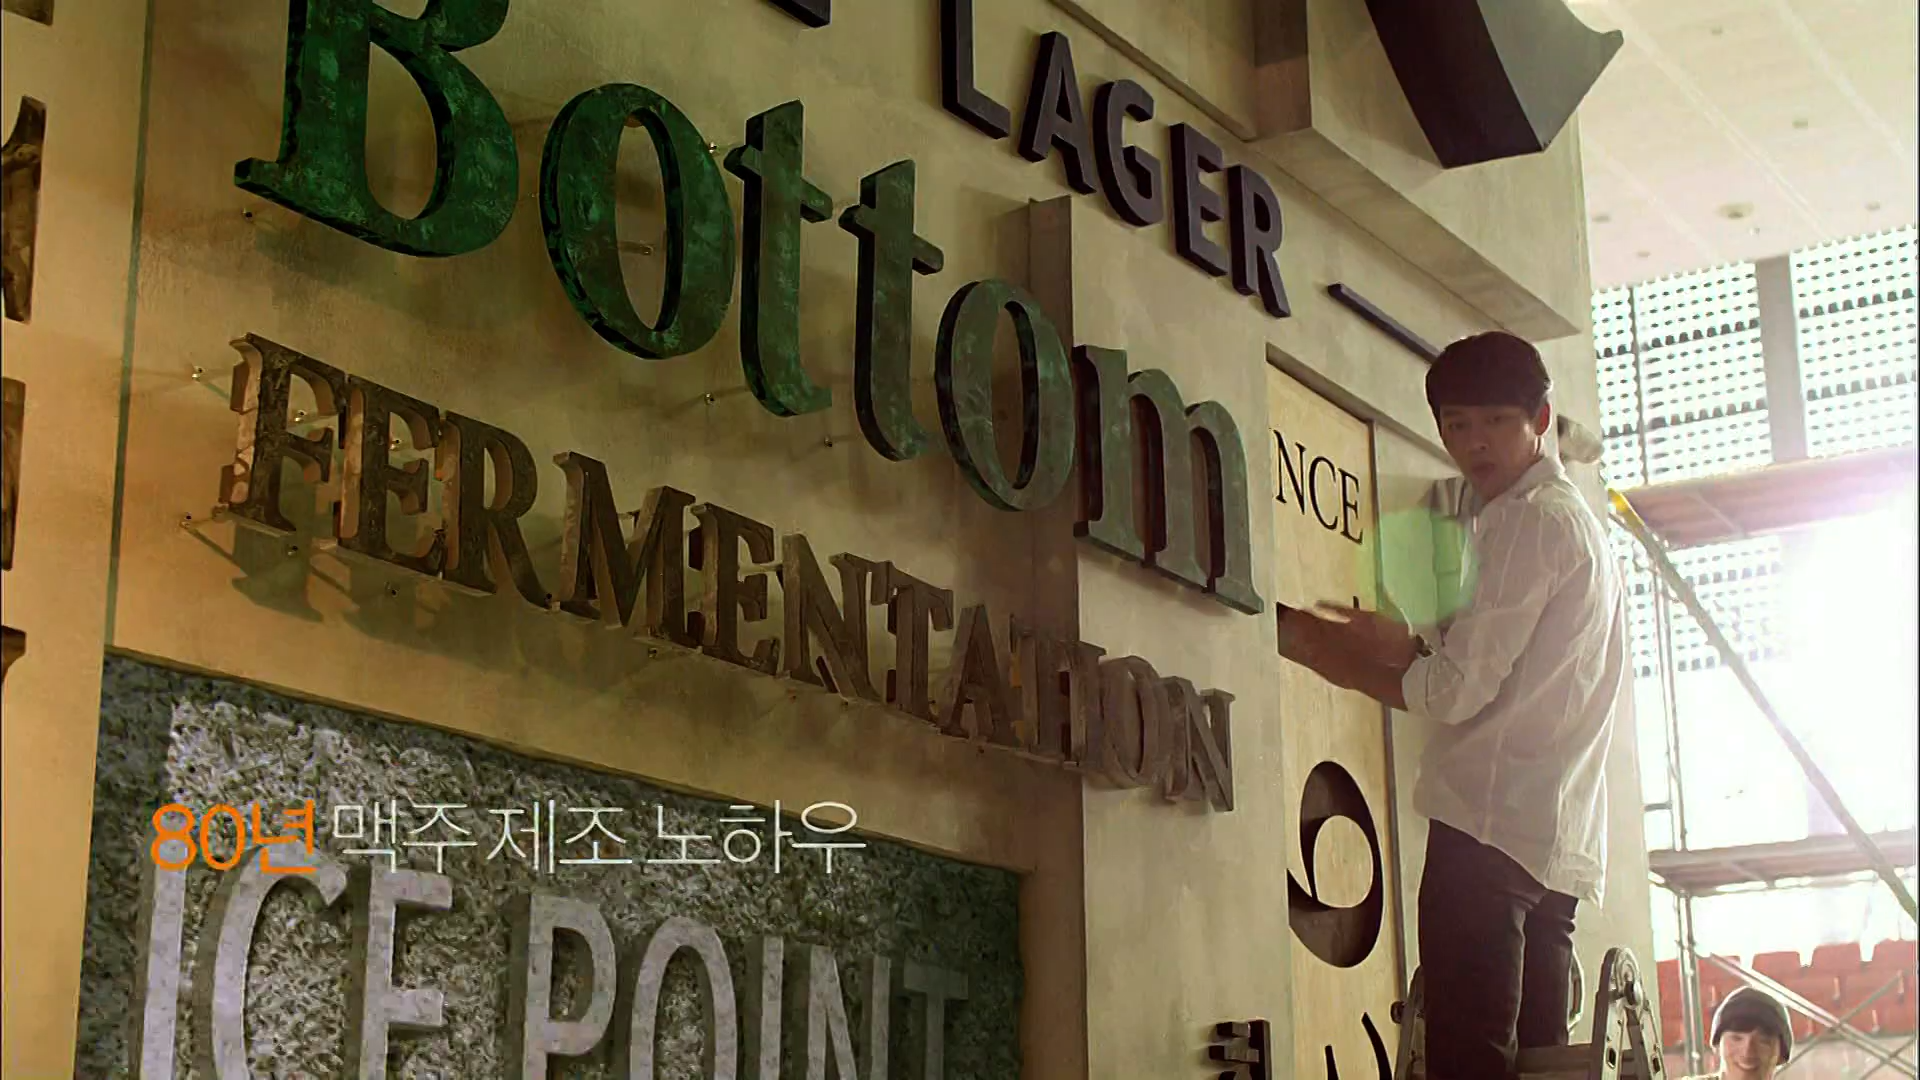 LAGER
Bottom
FERMENTATION
NCE
80년 맥주 제조 노하우
ICE POINT